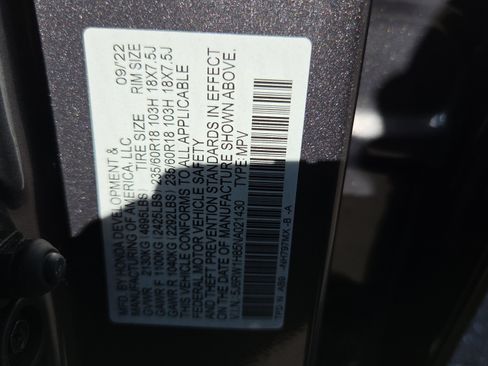 MFD. BY HONDA DEVELOPMENT & 09/22
MANUFACTURING OF AMERICA, LLC
GVWR 2130KG (4695LBS) TIRE SIZE RIM SIZE
GAWR F 1100KG (2425LBS) 235/60R18 103H 18X7.5J
GAWR R 1040KG (2292LBS) 235/60R18 103H 18X7.5J
THIS VEHICLE CONFORMS TO ALL APPLICABLE
FEDERAL MOTOR VEHICLE SAFETY
AND THEFT PREVENTION STANDARDS IN EFFECT
ON THE DATE OF MANUFACTURE SHOWN ABOVE.
V.I.N. 5J6RW1H85NA021430 TYPE: MPV
NH797MX -B -A